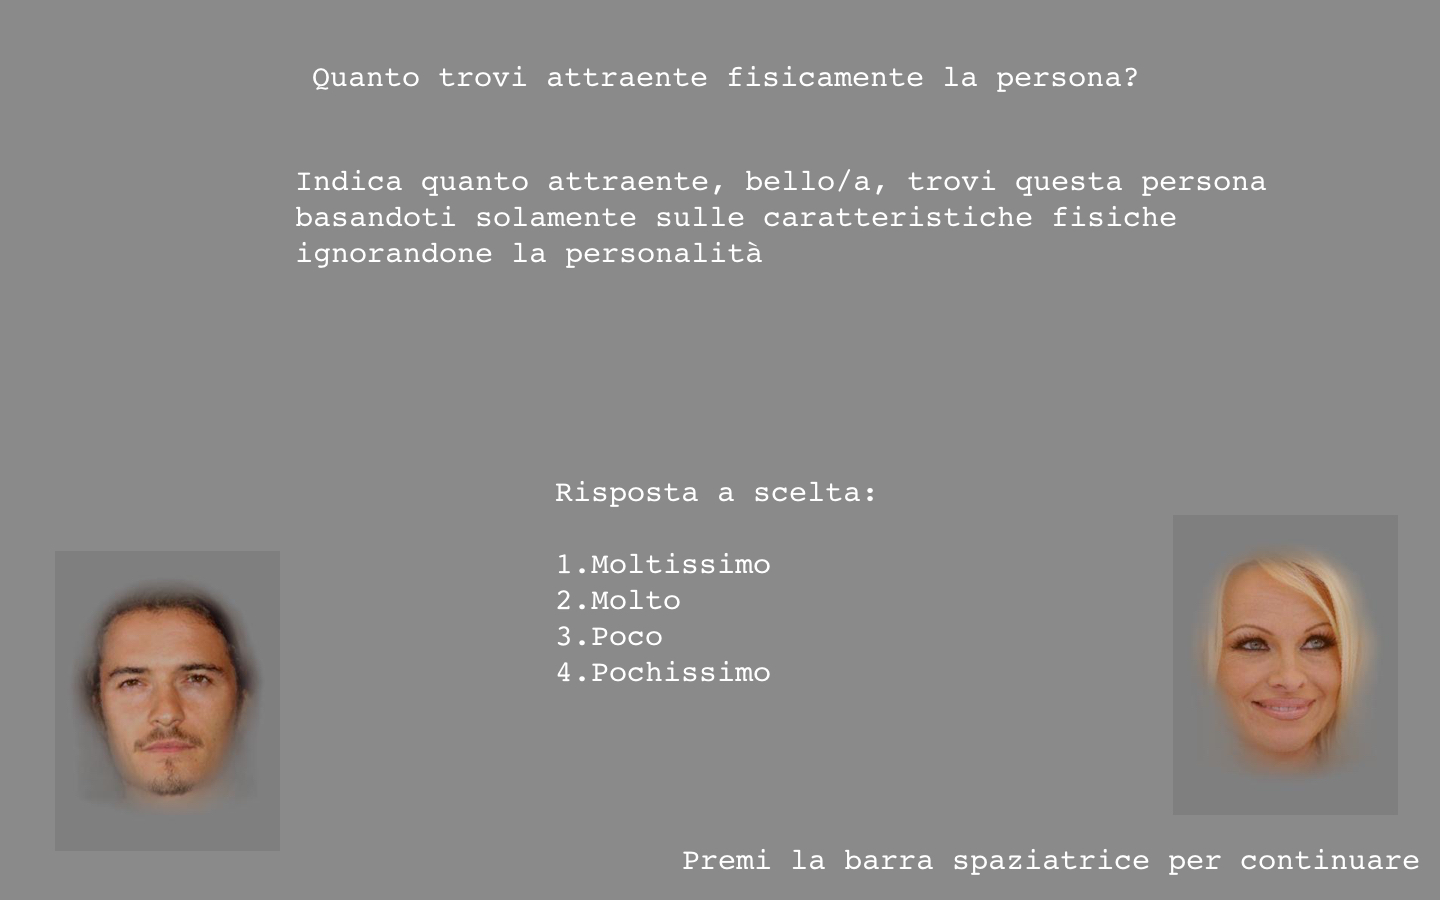 Quanto trovi attraente fisicamente la persona?
Indica quanto attraente, bello/a, trovi questa persona
basandoti solamente sulle caratteristiche fisiche
ignorandone la personalità
Risposta a scelta:
1.Moltissimo
2.Molto
3.Poco
4.Pochissimo
Premi la barra spaziatrice per continuare